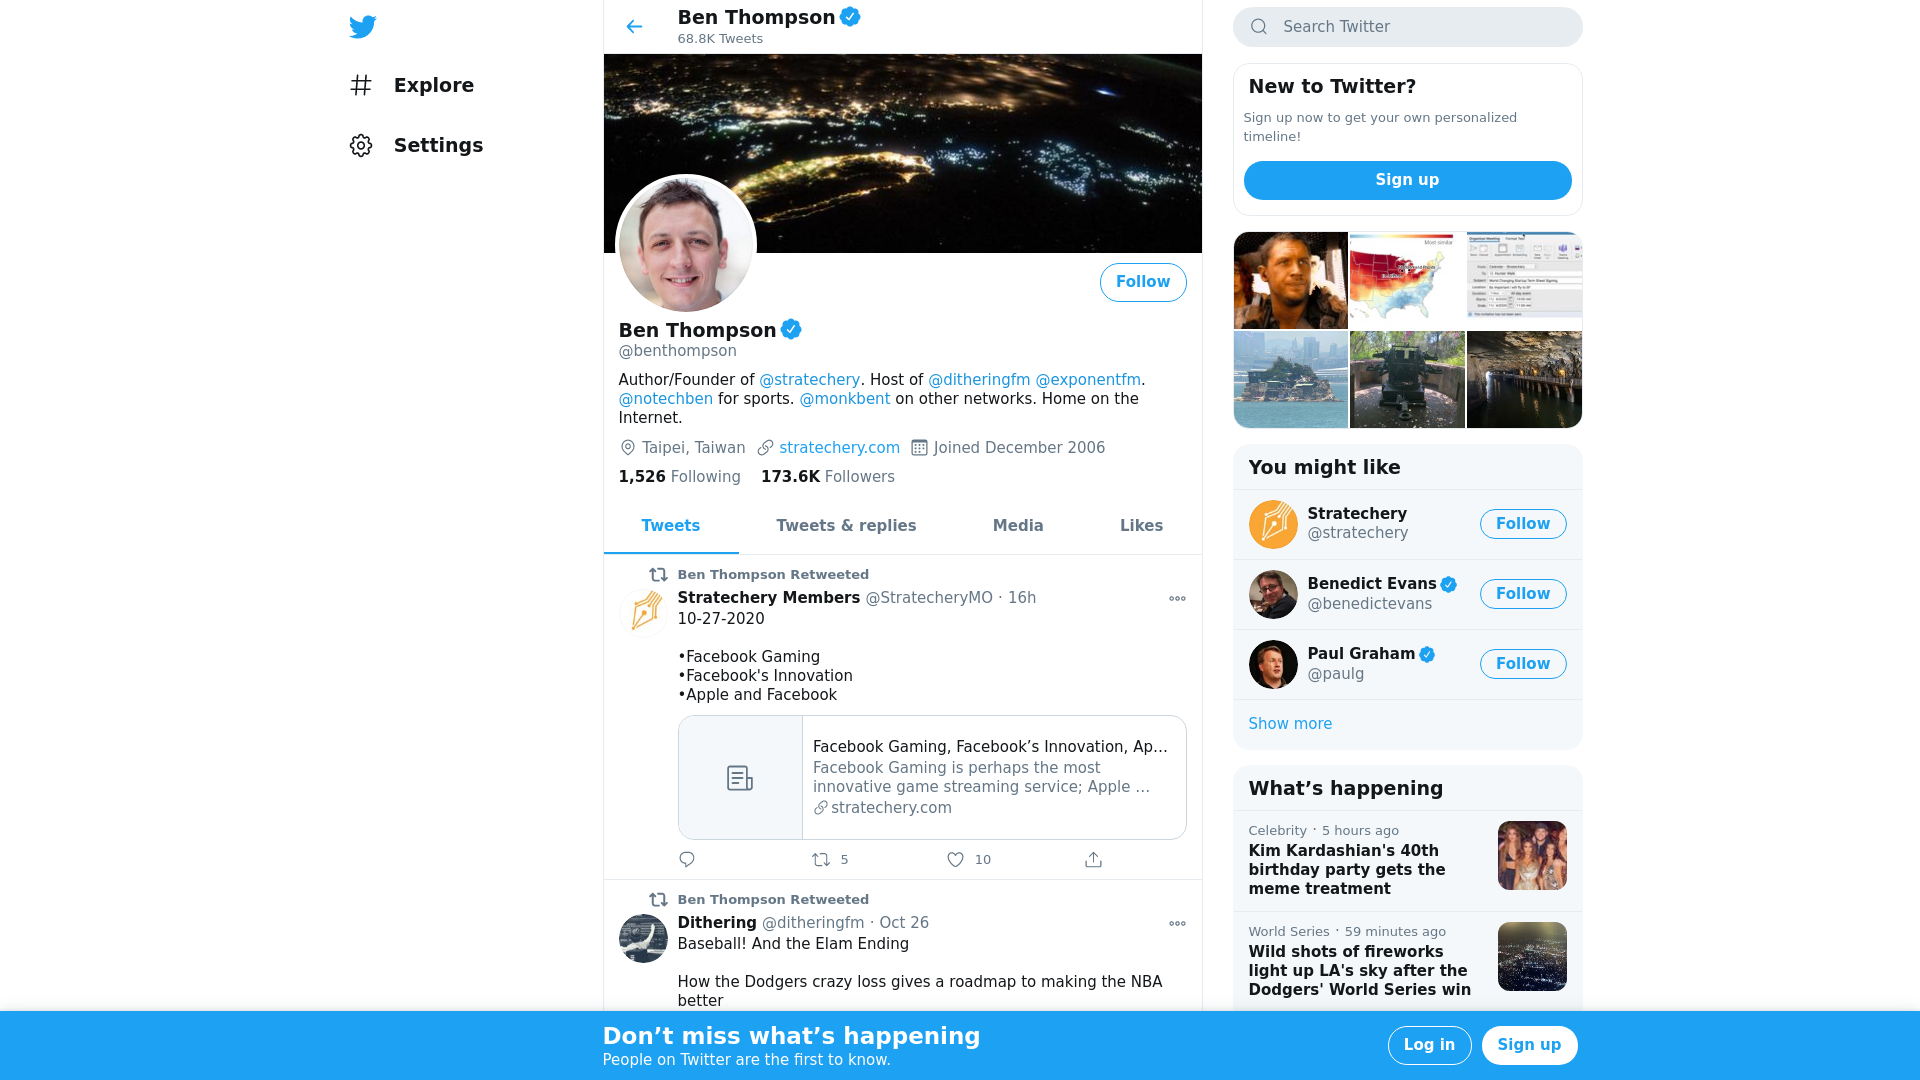 Explore
Settings
Ben Thompson
68.8K Tweets
Follow
Ben Thompson
@benthompson
Author/Founder of @stratechery. Host of @ditheringfm @exponentfm.
@notechben for sports. @monkbent on other networks. Home on the
Internet.
Taipei, Taiwan stratechery.com Joined December 2006
1,526 Following 173.6K Followers
Tweets Tweets & replies Media Likes
Ben Thompson Retweeted
Stratechery Members @StratecheryMO · 16h
10-27-2020
•Facebook Gaming
•Facebook's Innovation
•Apple and Facebook
Facebook Gaming, Facebook’s Innovation, Ap...
Facebook Gaming is perhaps the most
innovative game streaming service; Apple ...
stratechery.com
5 10
Ben Thompson Retweeted
Dithering @ditheringfm · Oct 26
Baseball! And the Elam Ending
How the Dodgers crazy loss gives a roadmap to making the NBA
better
Search Twitter
New to Twitter?
Sign up now to get your own personalized
timeline!
Sign up
Most similar
You might like
Stratechery
@stratechery
Follow
Benedict Evans
@benedictevans
Follow
Paul Graham
@paulg
Follow
Show more
What’s happening
Celebrity · 5 hours ago
Kim Kardashian's 40th
birthday party gets the
meme treatment
World Series · 59 minutes ago
Wild shots of fireworks
light up LA's sky after the
Dodgers' World Series win
Don’t miss what’s happening
People on Twitter are the first to know.
Log in
Sign up